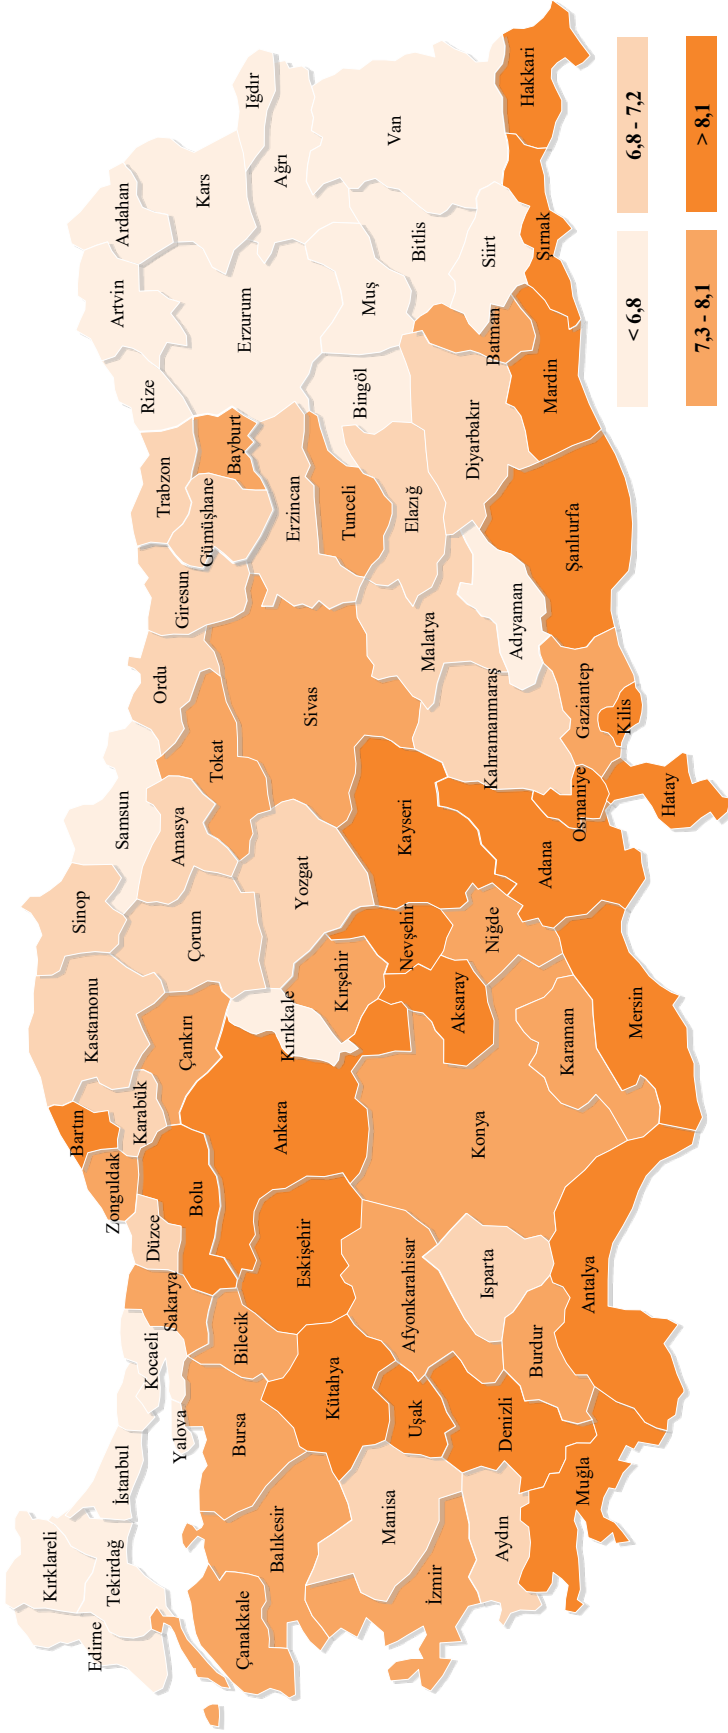 Kırklareli
Edirne
Tekirdağ
İstanbul
Kocaeli
Yalova
Sakarya
Düzce
Zonguldak
Bartın
Karabük
Kastamonu
Sinop
Samsun
Ordu
Giresun
Trabzon
Rize
Artvin
Ardahan
Çanakkale
Balıkesir
Bursa
Bilecik
Bolu
Çankırı
Çorum
Amasya
Tokat
Gümüşhane
Bayburt
Erzurum
Kars
Iğdır
Ağrı
Kütahya
Eskişehir
Ankara
Kırıkkale
Kırşehir
Yozgat
Sivas
Erzincan
Tunceli
Bingöl
Muş
Bitlis
Van
Manisa
İzmir
Uşak
Afyonkarahisar
Konya
Aksaray
Nevşehir
Kayseri
Malatya
Elazığ
Diyarbakır
Batman
Siirt
Hakkari
Şırnak
Aydın
Denizli
Isparta
Burdur
Niğde
Kahramanmaraş
Adıyaman
Şanlıurfa
Mardin
Muğla
Antalya
Karaman
Mersin
Adana
Osmaniye
Gaziantep
Kilis
Hatay
< 6,8
6,8 - 7,2
7,3 - 8,1
> 8,1